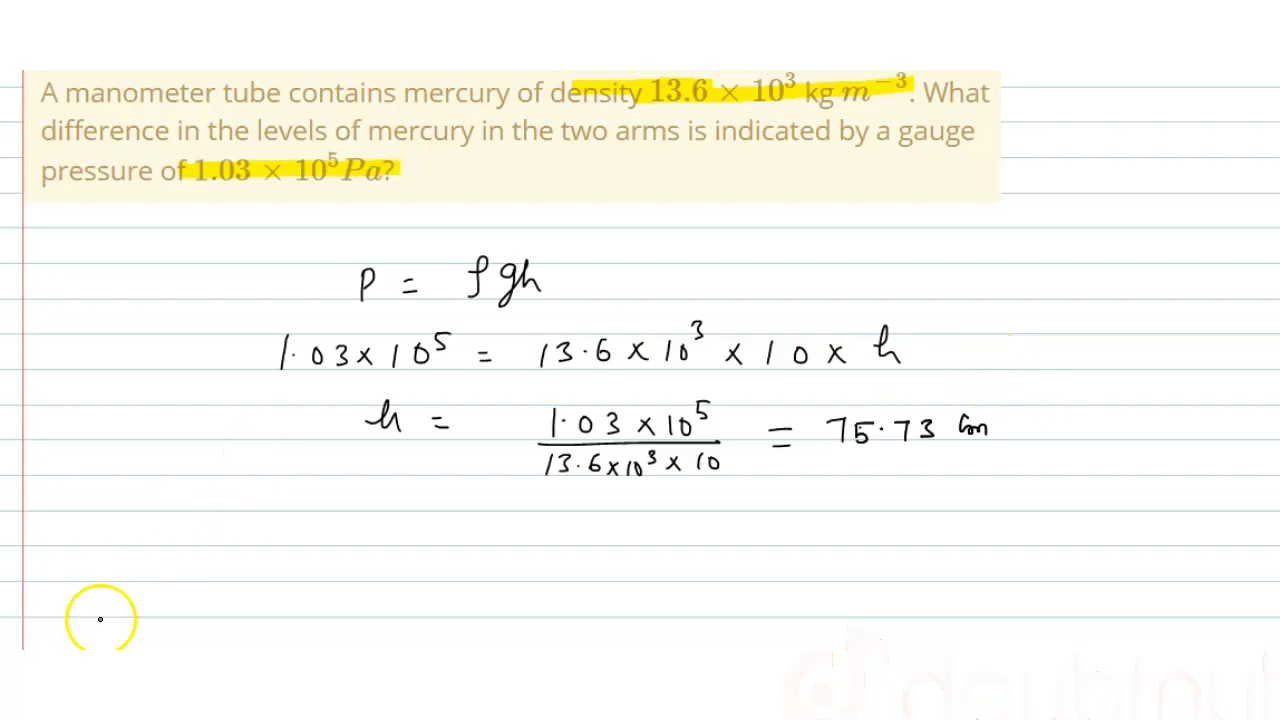 A manometer tube contains mercury of density 13.6 × 10³ kg m⁻³. What
difference in the levels of mercury in the two arms is indicated by a gauge
pressure of 1.03 × 10⁵ Pa?
P = ρgh
1.03 × 10⁵ = 13.6 × 10³ × 10 × h
h = 1.03 × 10⁵ / 13.6 × 10³ × 10 = 75.73 cm